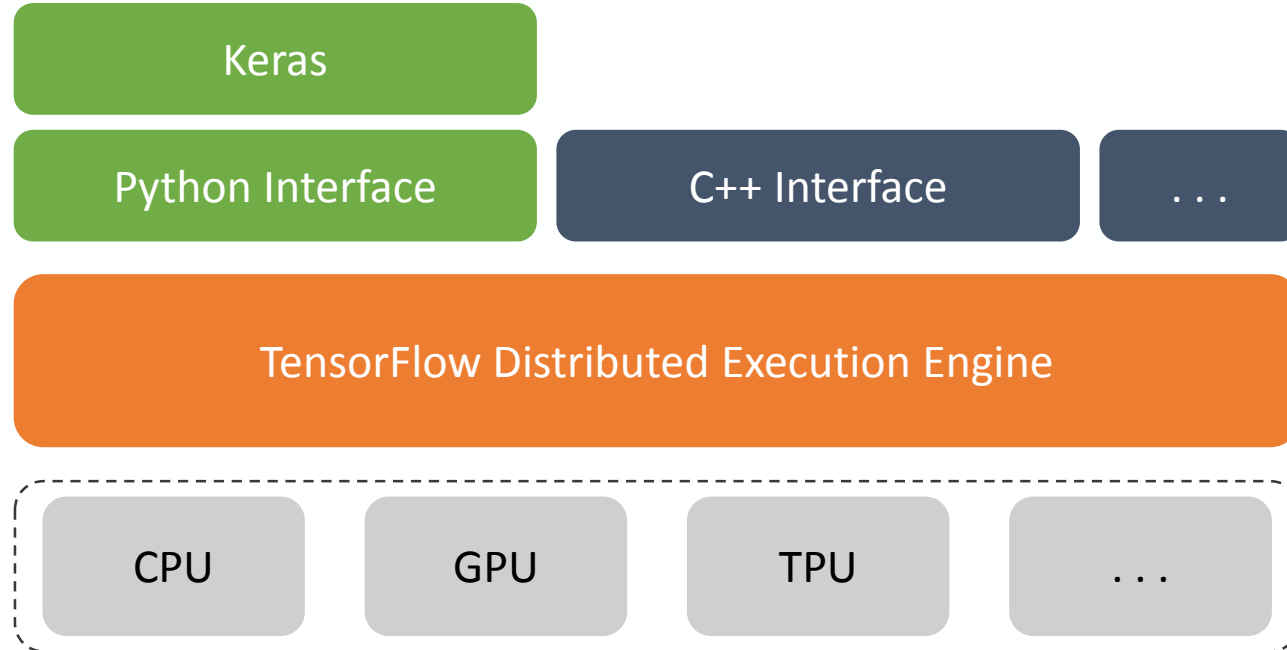 Keras
Python Interface
C++ Interface
. . .
TensorFlow Distributed Execution Engine
CPU
GPU
TPU
. . .